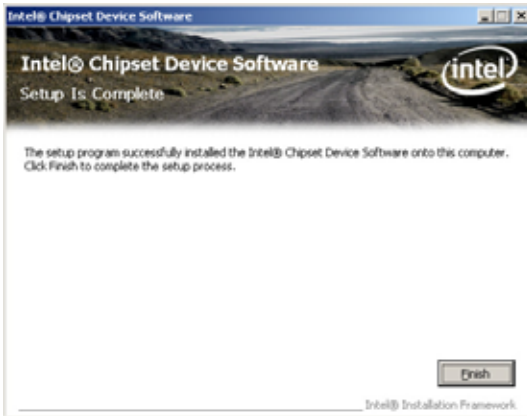 Intel® Chipset Device Software
Intel® Chipset Device Software
Setup Is Complete
intel
The setup program successfully installed the Intel® Chipset Device Software onto this computer.
Click Finish to complete the setup process.
Finish
Intel® Installation Framework